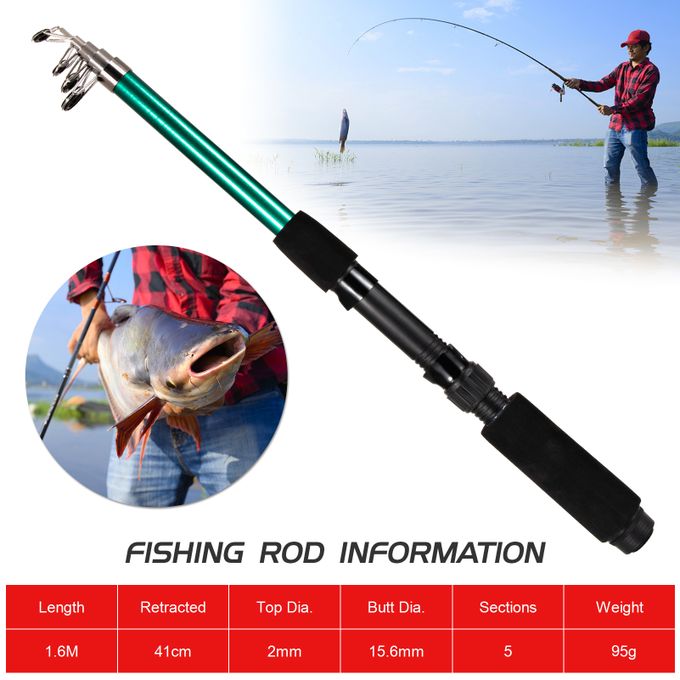 FISHING ROD INFORMATION
Length Retracted Top Dia. Butt Dia. Sections Weight
1.6M 41cm 2mm 15.6mm 5 95g